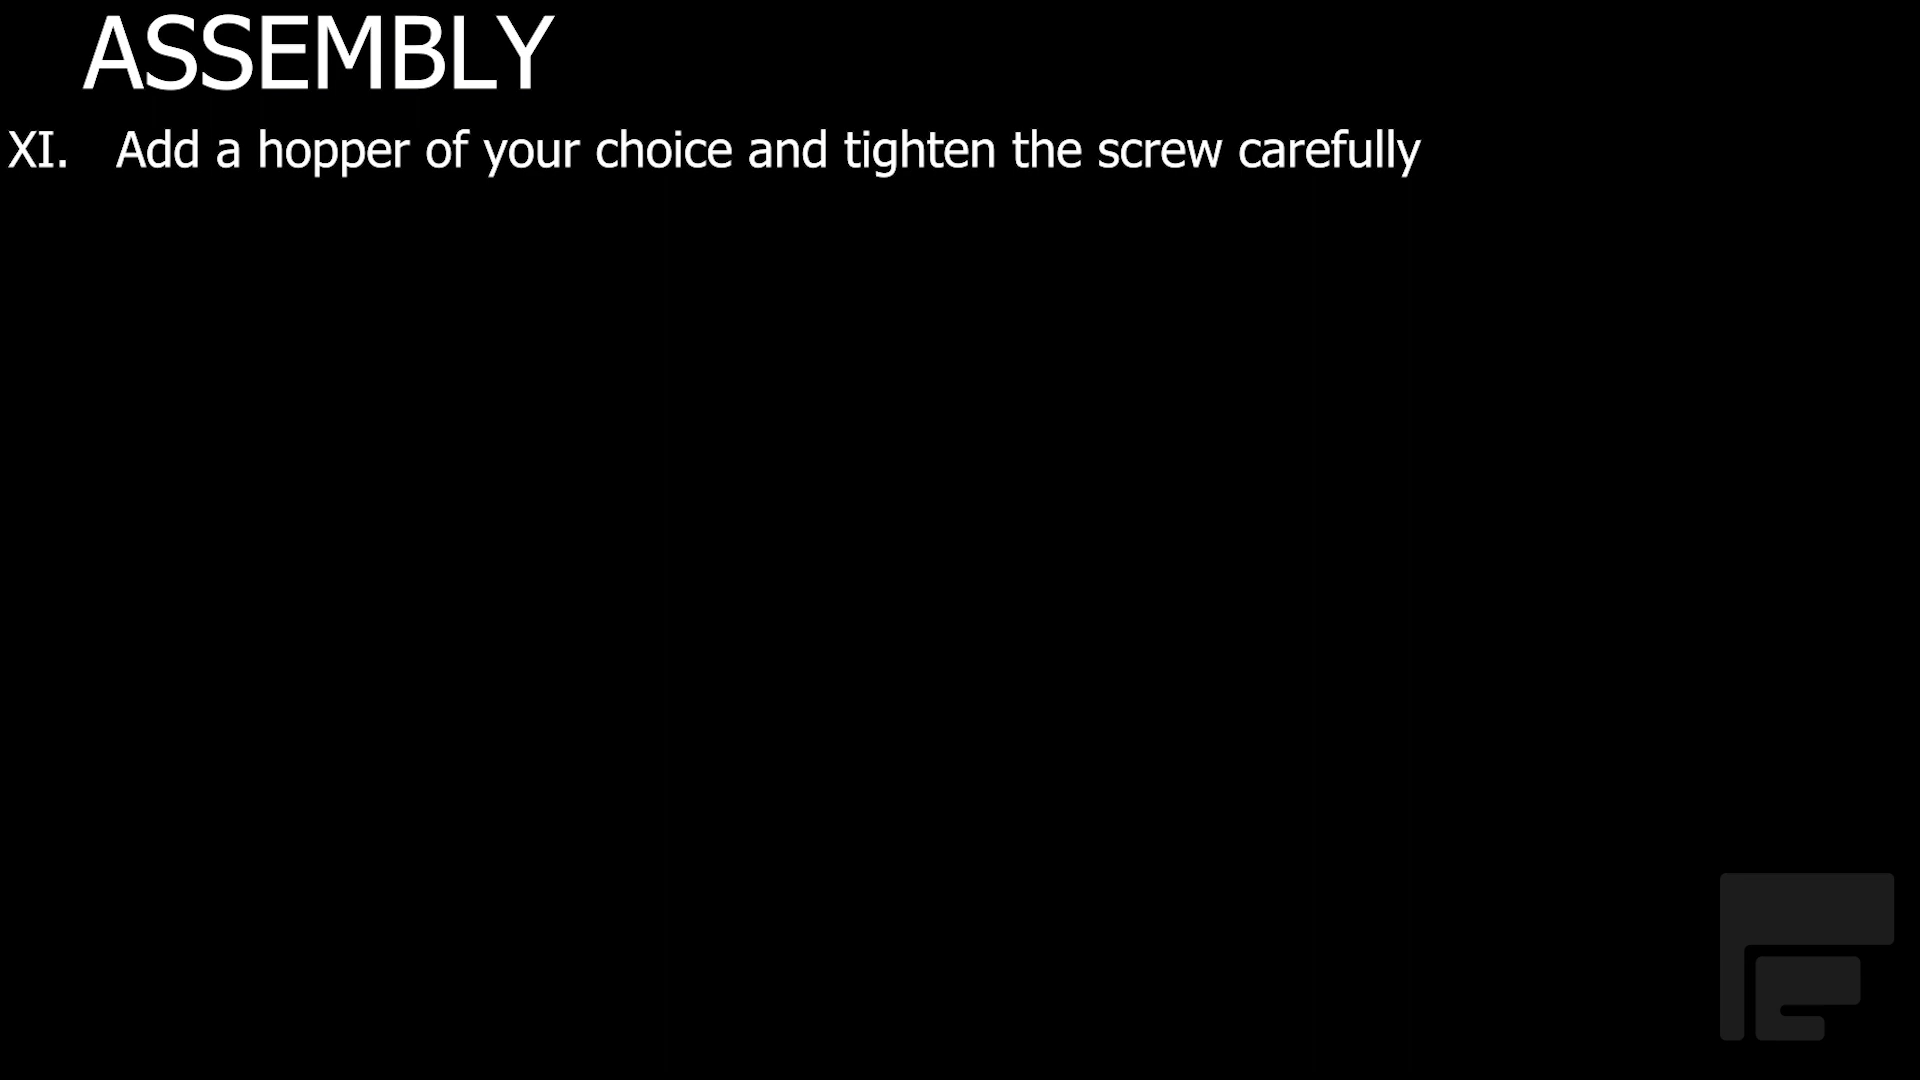 ASSEMBLY
XI. Add a hopper of your choice and tighten the screw carefully